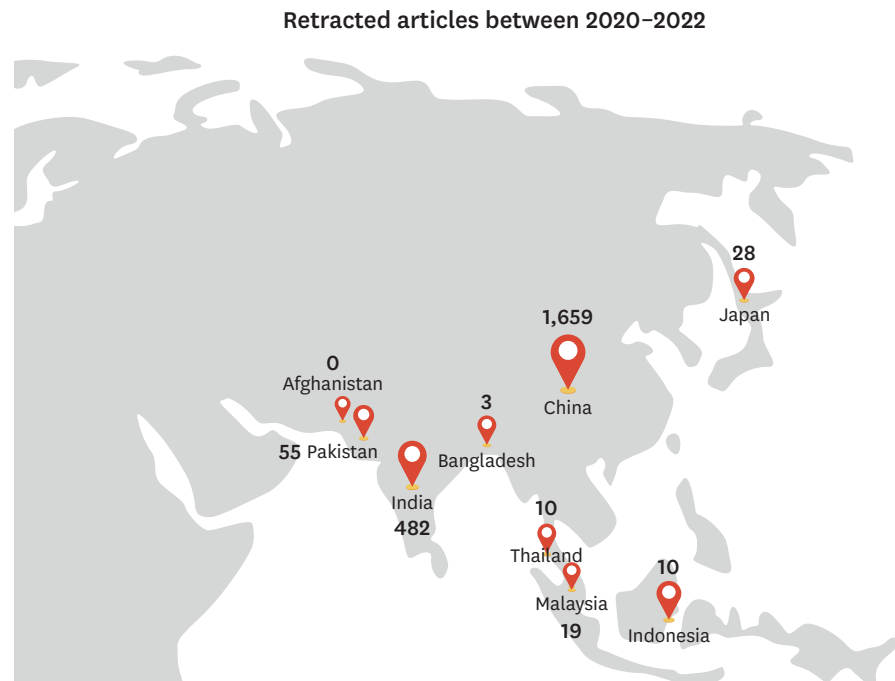 Retracted articles between 2020–2022
28
Japan
1,659
China
0
Afghanistan
3
Bangladesh
55 Pakistan
India
482
10
Thailand
10
Indonesia
Malaysia
19